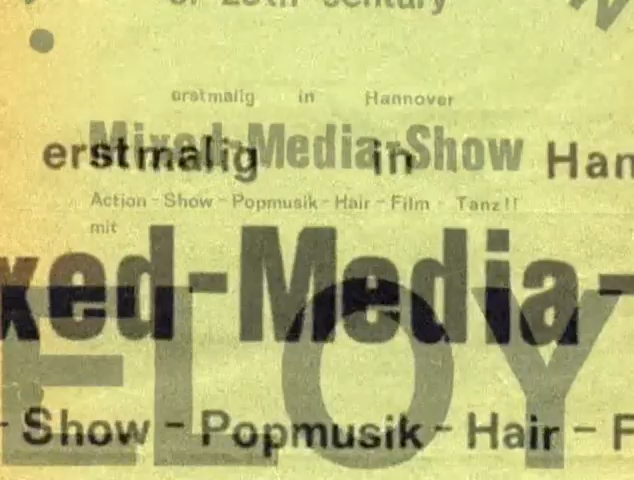 of 20th Century
erstmalig in Hannover
Mixed-Media-Show
erstmalig in Han
Action - Show - Popmusik - Hair - Film - Tanz!!
mit
xed-Media-
ELOY
- Show - Popmusik - Hair - F